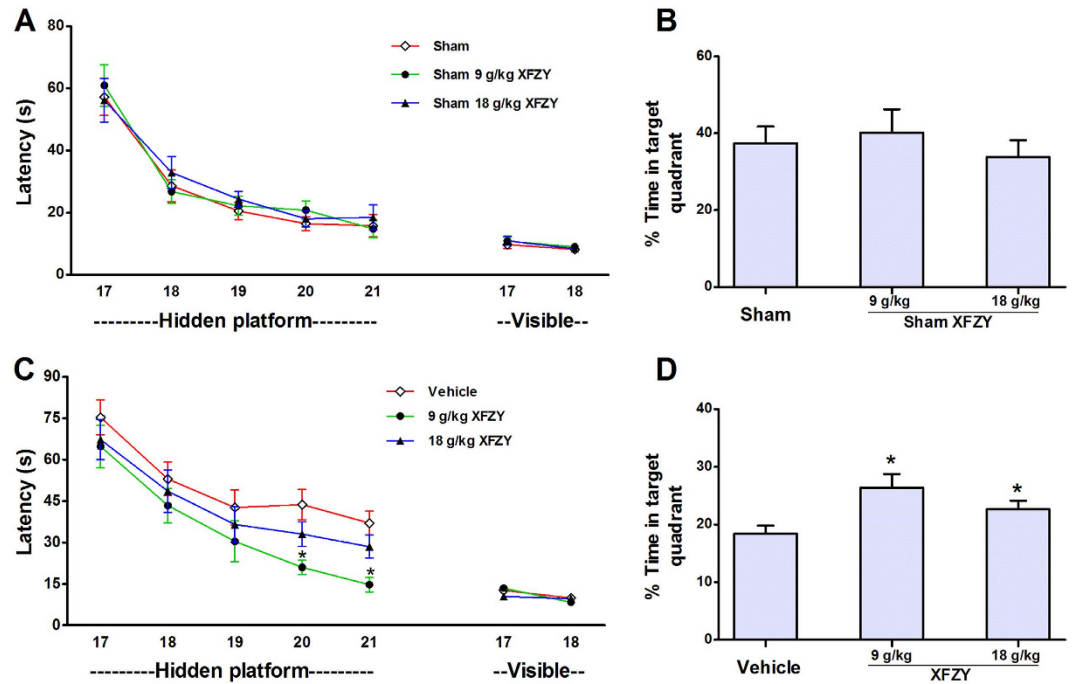 A
Latency (s)
80
60
40
20
0
Sham
Sham 9 g/kg XFZY
Sham 18 g/kg XFZY
17 18 19 20 21 17 18
---------Hidden platform--------- --Visible--
B
% Time in target
quadrant
60
40
20
0
Sham
9 g/kg 18 g/kg
Sham XFZY
C
Latency (s)
90
75
60
45
30
15
0
Vehicle
9 g/kg XFZY
18 g/kg XFZY
*
*
17 18 19 20 21 17 18
---------Hidden platform--------- --Visible--
D
% Time in target
quadrant
40
30
20
10
0
*
*
Vehicle
9 g/kg 18 g/kg
XFZY